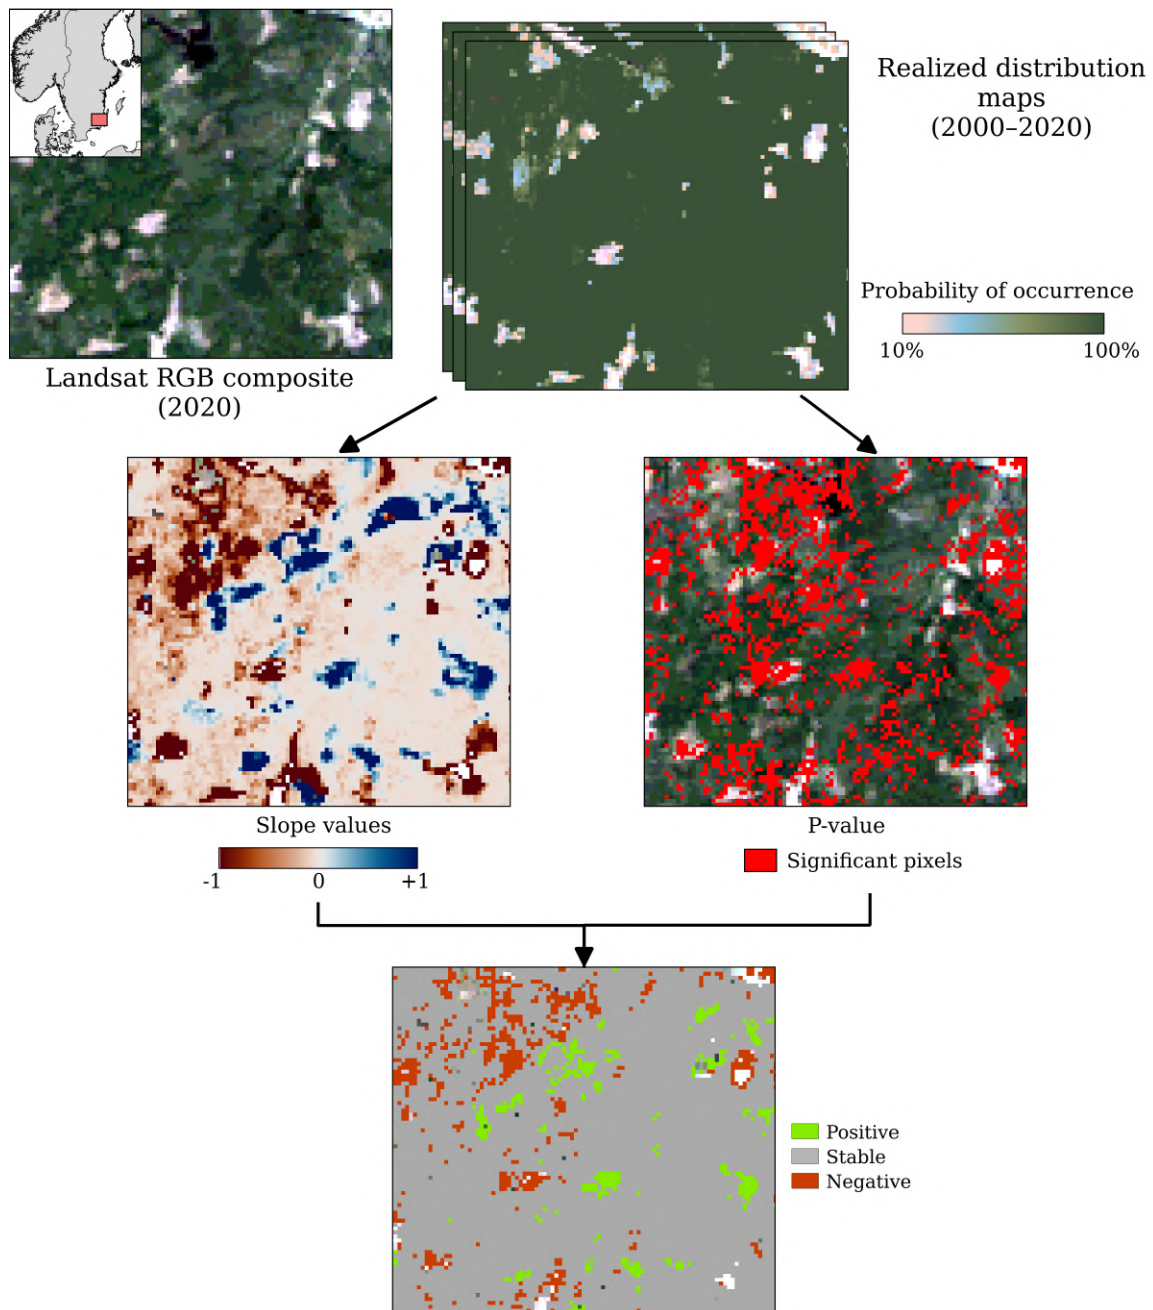 Realized distribution
maps
(2000–2020)
Probability of occurrence
10% 100%
Landsat RGB composite
(2020)
Slope values
-1 0 +1
P-value
Significant pixels
Positive
Stable
Negative